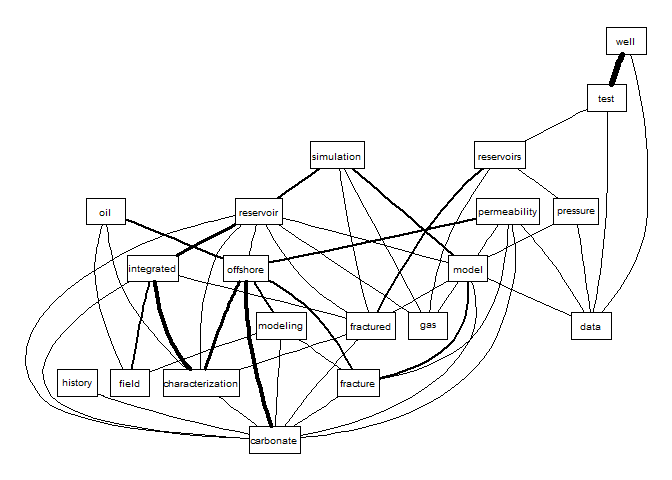 well
test
simulation
reservoirs
oil
reservoir
permeability
pressure
integrated
offshore
model
modeling
fractured
gas
data
history
field
characterization
fracture
carbonate